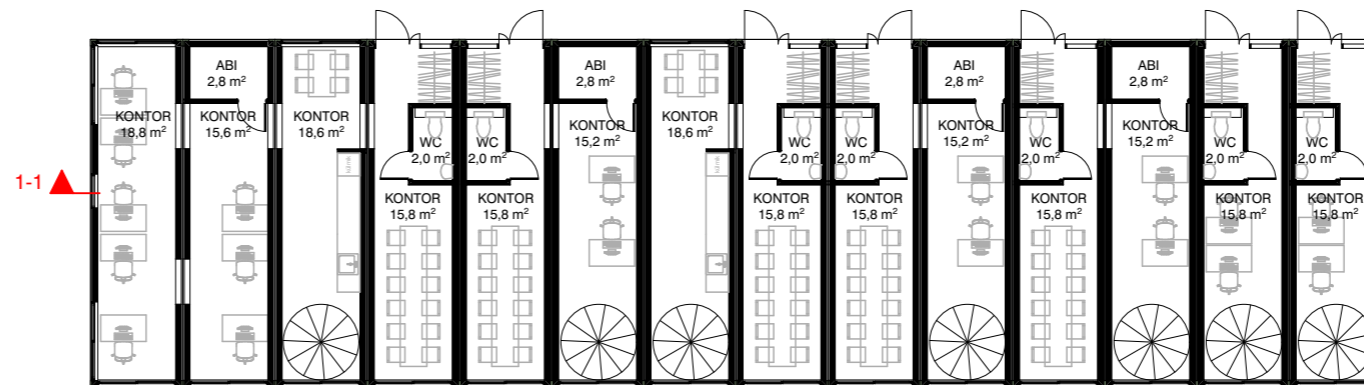 ABI
2,8 m²
ABI
2,8 m²
ABI
2,8 m²
ABI
2,8 m²
KONTOR
18,8 m²
KONTOR
15,6 m²
KONTOR
18,6 m²
KONTOR
15,2 m²
KONTOR
18,6 m²
KONTOR
15,2 m²
KONTOR
15,2 m²
WC
2,0 m²
WC
2,0 m²
WC
2,0 m²
WC
2,0 m²
WC
2,0 m²
WC
2,0 m²
WC
2,0 m²
1-1
KONTOR
15,8 m²
KONTOR
15,8 m²
KONTOR
15,8 m²
KONTOR
15,8 m²
KONTOR
15,8 m²
KONTOR
15,8 m²
KONTOR
15,8 m²